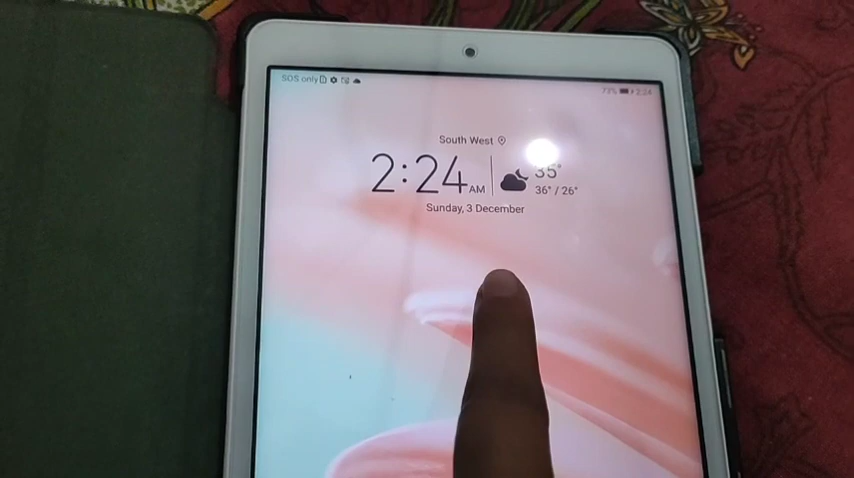 SOS only
73% 2:24
South West
2:24 AM
35°
36° / 26°
Sunday, 3 December